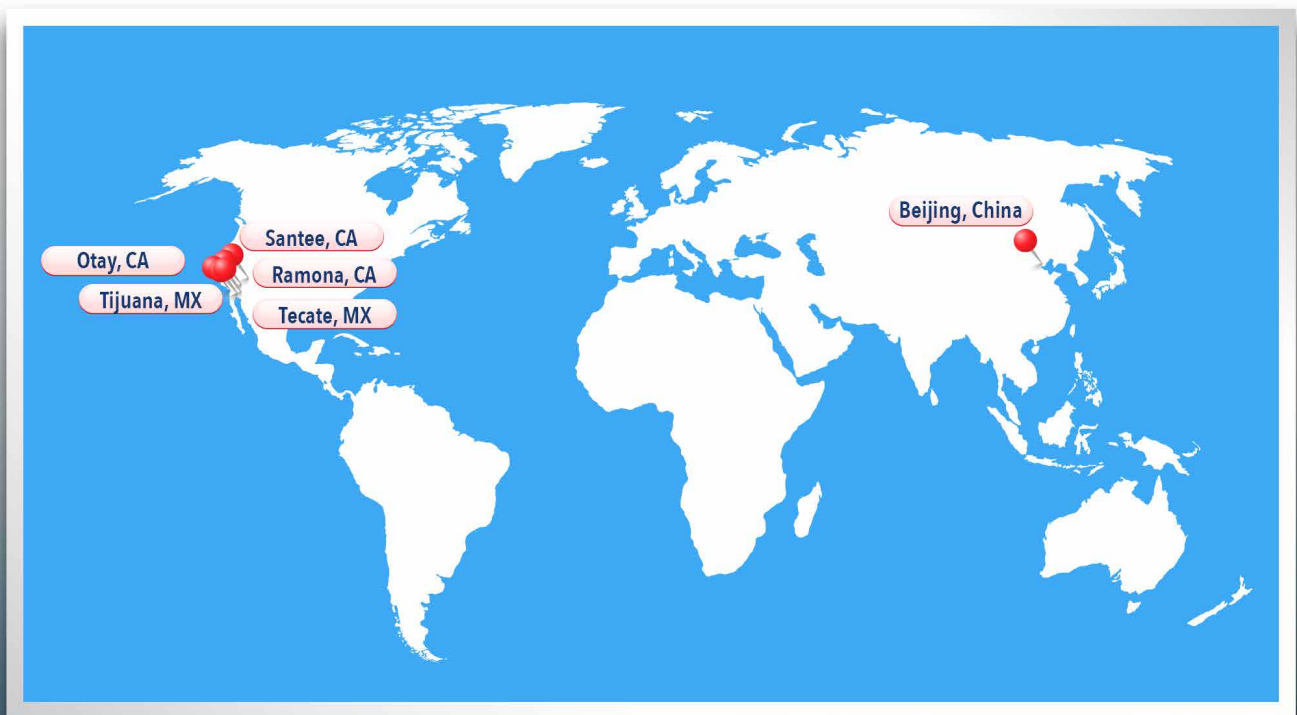 Beijing, China
Santee, CA
Otay, CA
Ramona, CA
Tijuana, MX
Tecate, MX